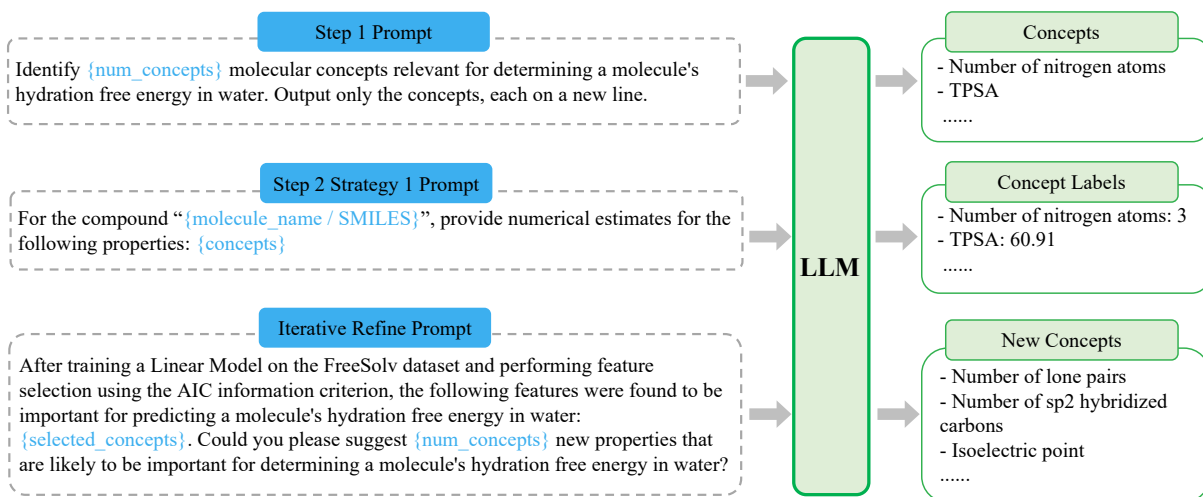 Step 1 Prompt
Identify {num_concepts} molecular concepts relevant for determining a molecule's
hydration free energy in water. Output only the concepts, each on a new line.
Concepts
- Number of nitrogen atoms
- TPSA
......
Step 2 Strategy 1 Prompt
For the compound “{molecule_name / SMILES}”, provide numerical estimates for the
following properties: {concepts}
LLM
Concept Labels
- Number of nitrogen atoms: 3
- TPSA: 60.91
......
Iterative Refine Prompt
After training a Linear Model on the FreeSolv dataset and performing feature
selection using the AIC information criterion, the following features were found to be
important for predicting a molecule's hydration free energy in water:
{selected_concepts}. Could you please suggest {num_concepts} new properties that
are likely to be important for determining a molecule's hydration free energy in water?
New Concepts
- Number of lone pairs
- Number of sp2 hybridized
carbons
- Isoelectric point
......